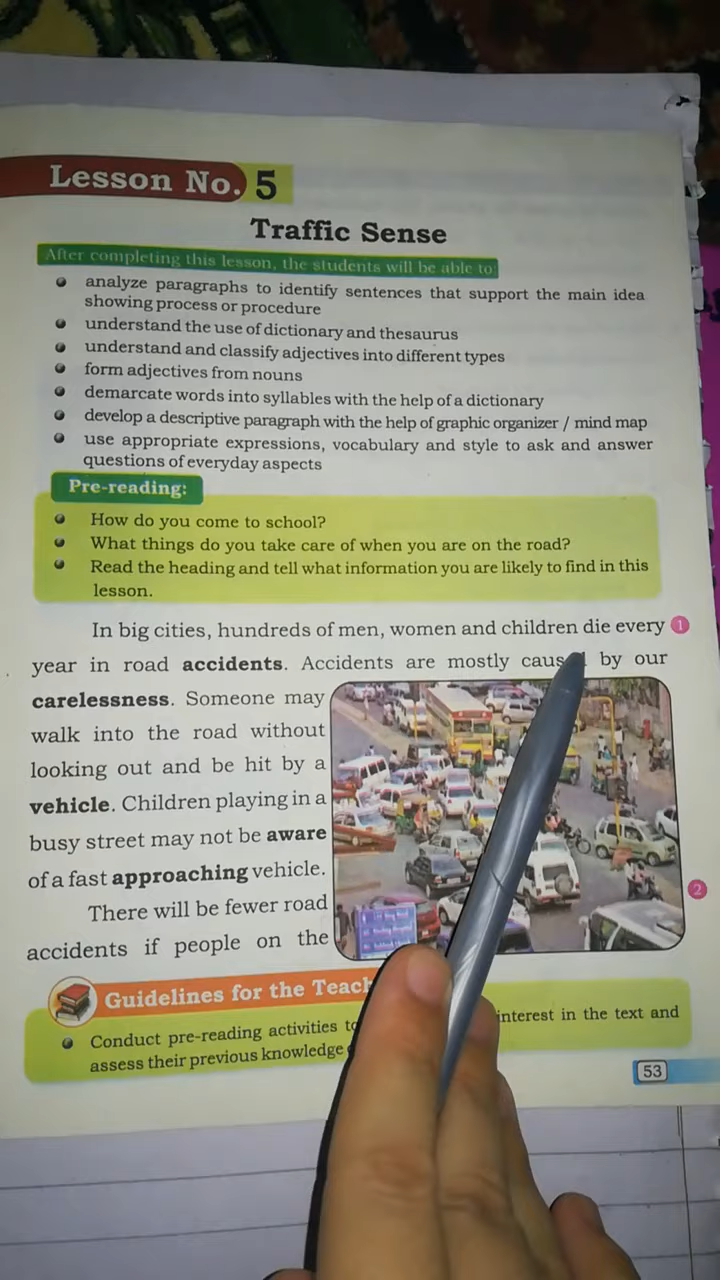 Lesson No. 5
Traffic Sense
After completing this lesson, the students will be able to:
analyze paragraphs to identify sentences that support the main idea
showing process or procedure
understand the use of dictionary and thesaurus
understand and classify adjectives into different types
form adjectives from nouns
demarcate words into syllables with the help of a dictionary
develop a descriptive paragraph with the help of graphic organizer / mind map
use appropriate expressions, vocabulary and style to ask and answer
questions of everyday aspects
Pre-reading:
How do you come to school?
What things do you take care of when you are on the road?
Read the heading and tell what information you are likely to find in this
lesson.
In big cities, hundreds of men, women and children die every 1
year in road accidents. Accidents are mostly caused by our
carelessness. Someone may
walk into the road without
looking out and be hit by a
vehicle. Children playing in a
busy street may not be aware
of a fast approaching vehicle.
2
There will be fewer road
accidents if people on the
Guidelines for the Teac
Conduct pre-reading activities to interest in the text and
assess their previous knowledge
53